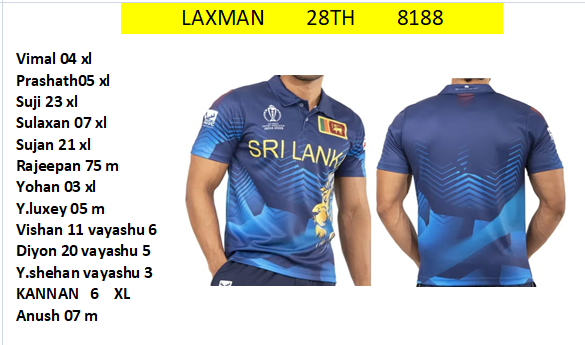 LAXMAN 28TH 8188
Vimal 04 xl
Prashath05 xl
Suji 23 xl
Sulaxan 07 xl
Sujan 21 xl
Rajeepan 75 m
Yohan 03 xl
Y.luxey 05 m
Vishan 11 vayashu 6
Diyon 20 vayashu 5
Y.shehan vayashu 3
KANNAN 6 XL
Anush 07 m
SRI LANK